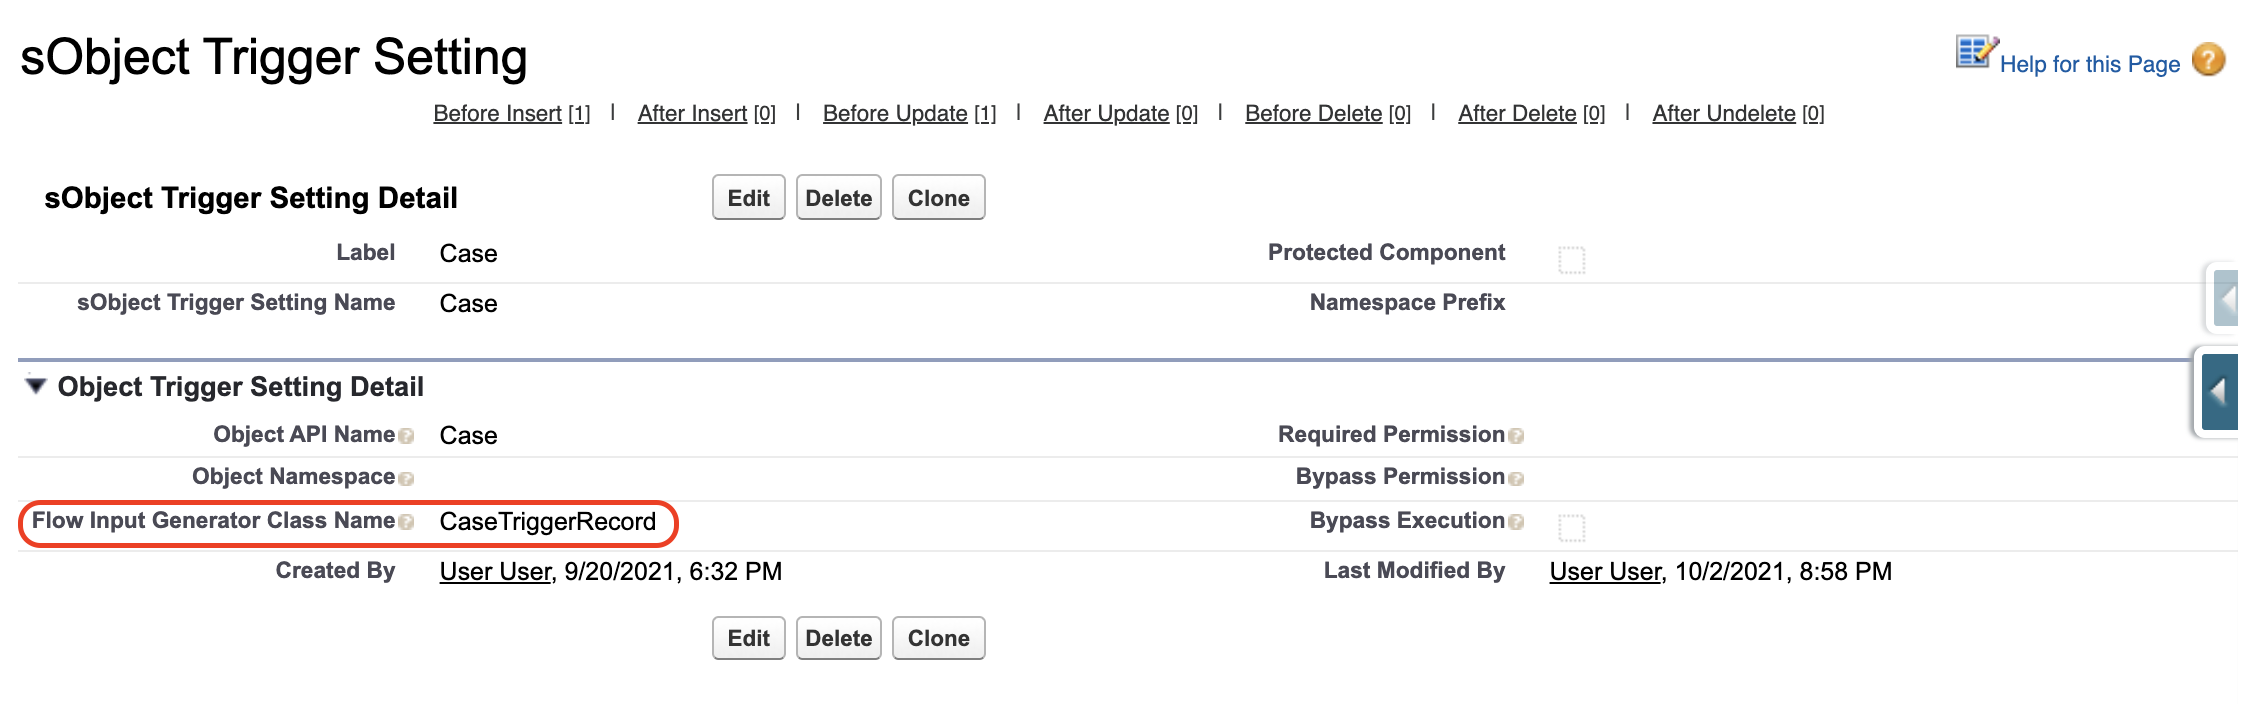 sObject Trigger Setting
Help for this Page ?
Before Insert [1] | After Insert [0] | Before Update [1] | After Update [0] | Before Delete [0] | After Delete [0] | After Undelete [0]
sObject Trigger Setting Detail Edit Delete Clone
Label Case Protected Component
sObject Trigger Setting Name Case Namespace Prefix
Object Trigger Setting Detail
Object API Name ? Case Required Permission ?
Object Namespace ? Bypass Permission ?
Flow Input Generator Class Name ? CaseTriggerRecord Bypass Execution ?
Created By User User, 9/20/2021, 6:32 PM Last Modified By User User, 10/2/2021, 8:58 PM
Edit Delete Clone